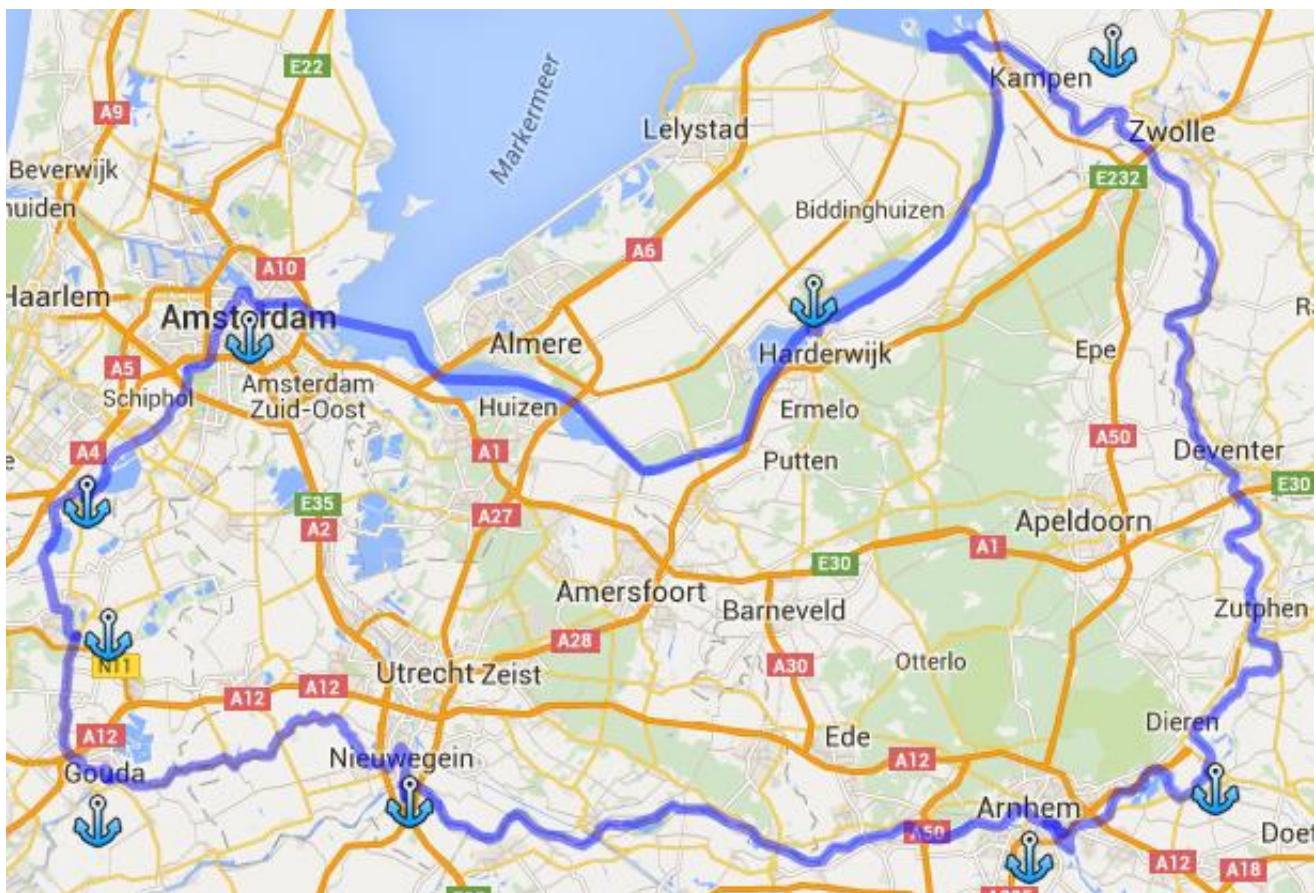 E22
A9
Markermeer
Kampen
Lelystad
Zwolle
Beverwijk
E232
Biddinghuizen
A6
A10
Haarlem
Amsterdam
Almere
Harderwijk
Epe
A5
Schiphol
Amsterdam
Zuid-Oost
Huizen
Ermelo
A4
A1
A50
Deventer
Putten
E35
A2
A27
E30
Apeldoorn
A1
E30
Amersfoort
Barneveld
Zutphen
A28
N11
Utrecht
Zeist
A30
Otterlo
A12
A12
Dieren
A12
Ede
Nieuwegein
A12
Gouda
Arnhem
A50
A12
A18